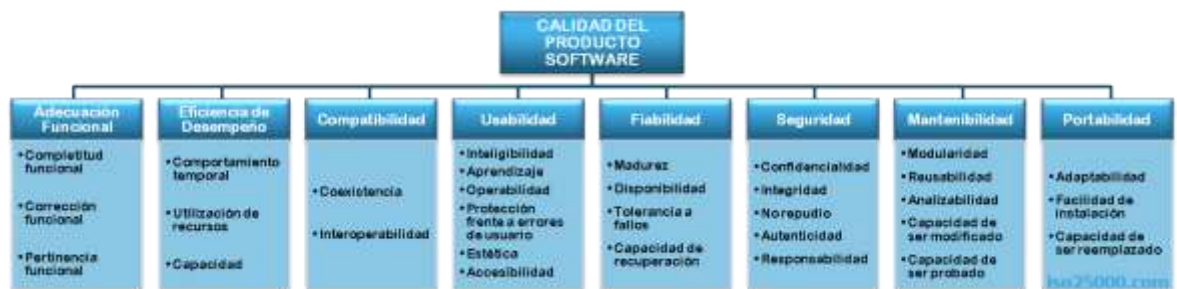 CALIDAD DEL
PRODUCTO
SOFTWARE
Adecuación
Funcional
•Completitud
funcional
•Corrección
funcional
•Pertinencia
funcional
Eficiencia de
Desempeño
•Comportamiento
temporal
•Utilización de
recursos
•Capacidad
Compatibilidad
•Coexistencia
•Interoperabilidad
Usabilidad
•Inteligibilidad
•Aprendizaje
•Operabilidad
•Protección
frente a errores
de usuario
•Estética
•Accesibilidad
Fiabilidad
•Madurez
•Disponibilidad
•Tolerancia a
fallos
•Capacidad de
recuperación
Seguridad
•Confidencialidad
•Integridad
•No repudio
•Autenticidad
•Responsabilidad
Mantenibilidad
•Modularidad
•Reusabilidad
•Analizabilidad
•Capacidad de
ser modificado
•Capacidad de
ser probado
Portabilidad
•Adaptabilidad
•Facilidad de
instalación
•Capacidad de
ser reemplazado
iso25000.com